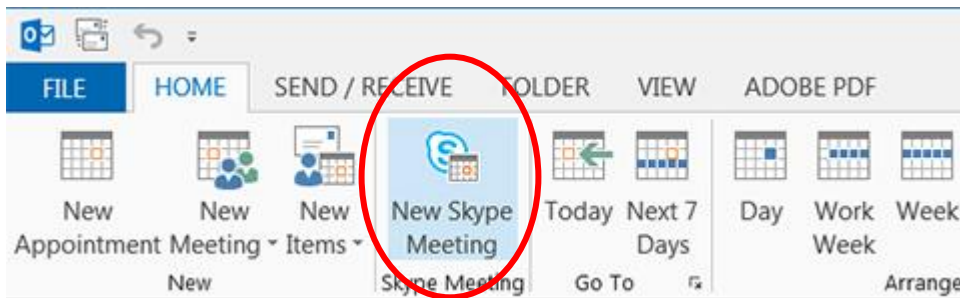 FILE HOME SEND / RECEIVE FOLDER VIEW ADOBE PDF
New New New New Skype Today Next 7 Day Work Week
Appointment Meeting Items Meeting Days Week
New Skype Meeting Go To Arrange